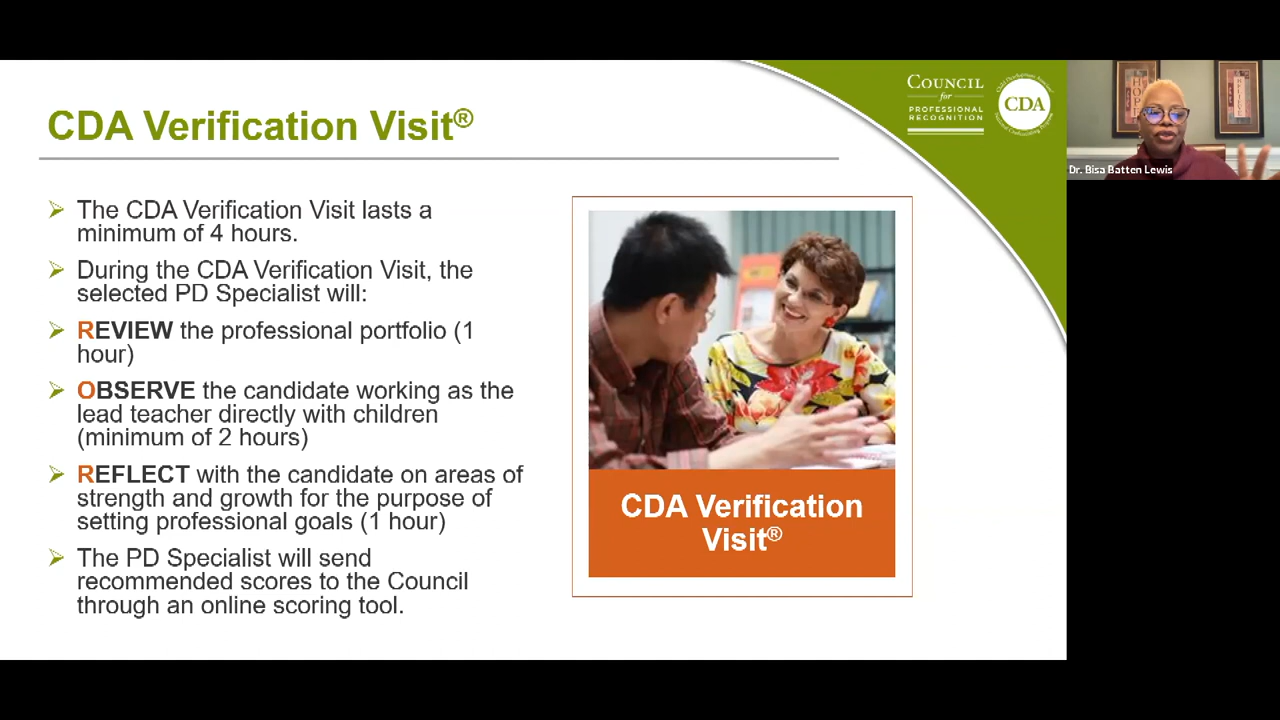 CDA Verification Visit®
COUNCIL
for
PROFESSIONAL
RECOGNITION
CDA
Dr. Bisa Batten Lewis
The CDA Verification Visit lasts a
minimum of 4 hours.
During the CDA Verification Visit, the
selected PD Specialist will:
REVIEW the professional portfolio (1
hour)
OBSERVE the candidate working as the
lead teacher directly with children
(minimum of 2 hours)
REFLECT with the candidate on areas of
strength and growth for the purpose of
setting professional goals (1 hour)
The PD Specialist will send
recommended scores to the Council
through an online scoring tool.
CDA Verification
Visit®